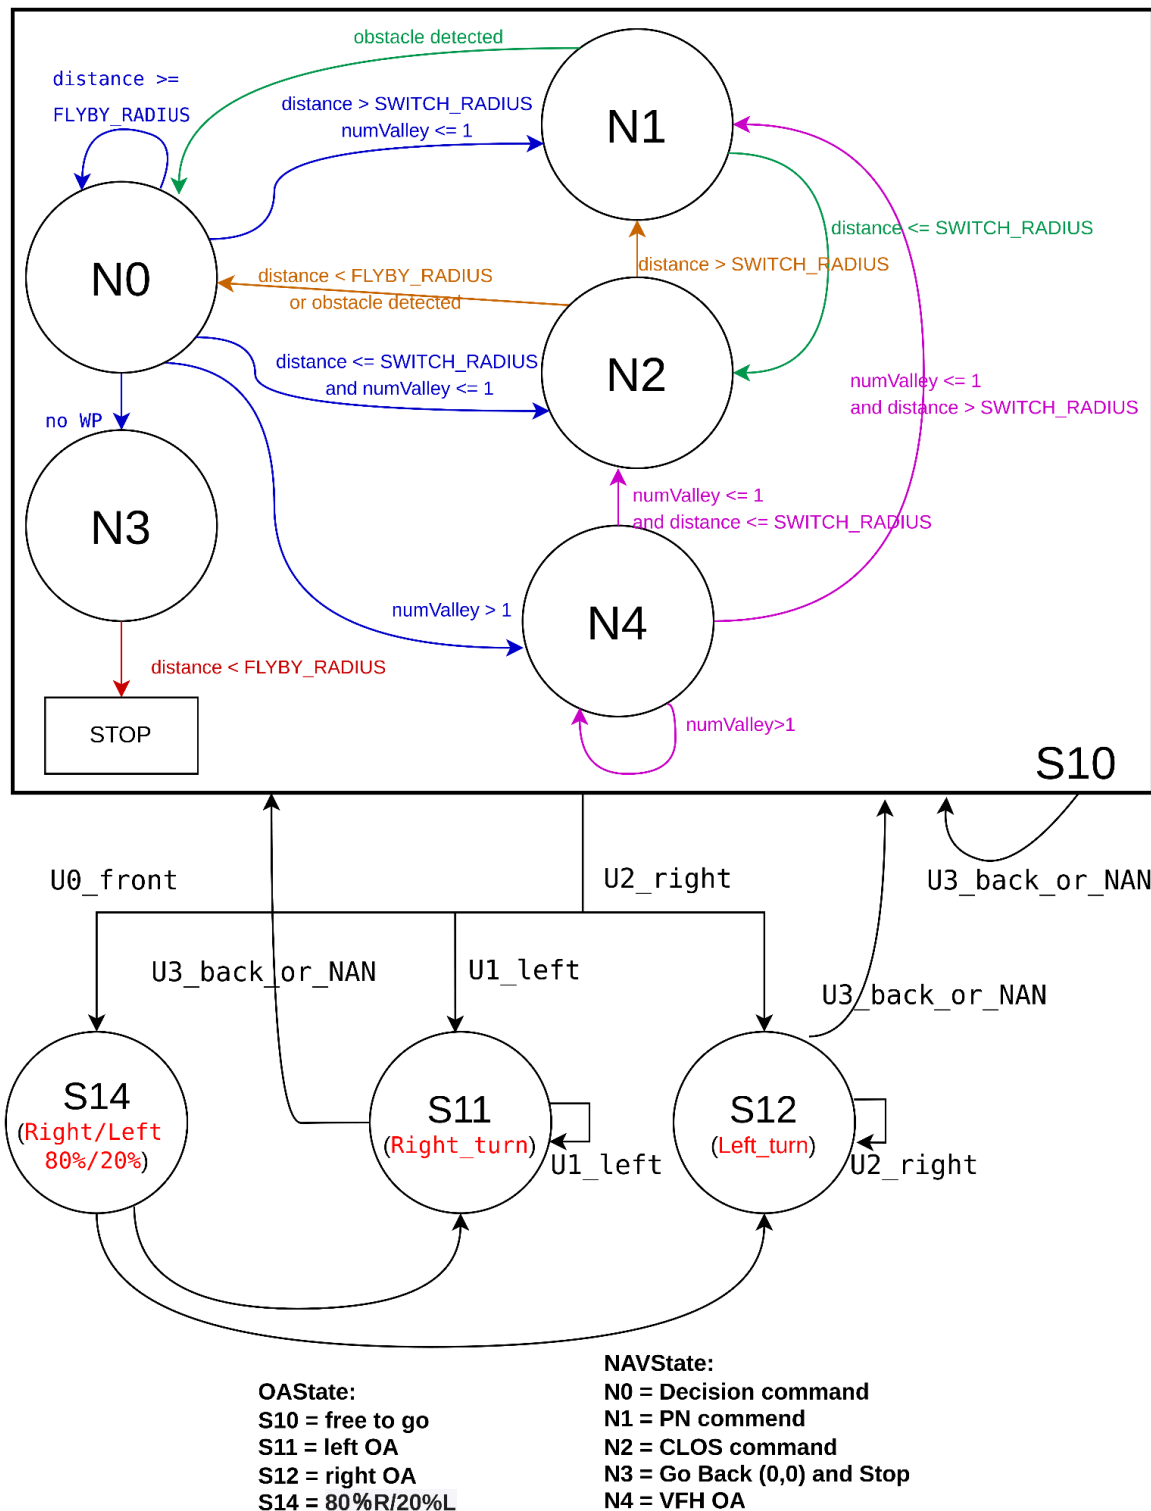 obstacle detected
distance >=
FLYBY_RADIUS
distance > SWITCH_RADIUS
numValley <= 1
N1
distance <= SWITCH_RADIUS
distance > SWITCH_RADIUS
N0
distance < FLYBY_RADIUS
or obstacle detected
distance <= SWITCH_RADIUS
and numValley <= 1
N2
numValley <= 1
and distance > SWITCH_RADIUS
no WP
N3
numValley <= 1
and distance <= SWITCH_RADIUS
numValley > 1
N4
distance < FLYBY_RADIUS
STOP
numValley>1
S10
U0_front
U2_right
U3_back_or_NAN
U3_back_or_NAN
U1_left
U3_back_or_NAN
S14
(Right/Left
80%/20%)
S11
(Right_turn)
U1_left
S12
(Left_turn)
U2_right
OAState:
S10 = free to go
S11 = left OA
S12 = right OA
S14 = 80%R/20%L
NAVState:
N0 = Decision command
N1 = PN commend
N2 = CLOS command
N3 = Go Back (0,0) and Stop
N4 = VFH OA